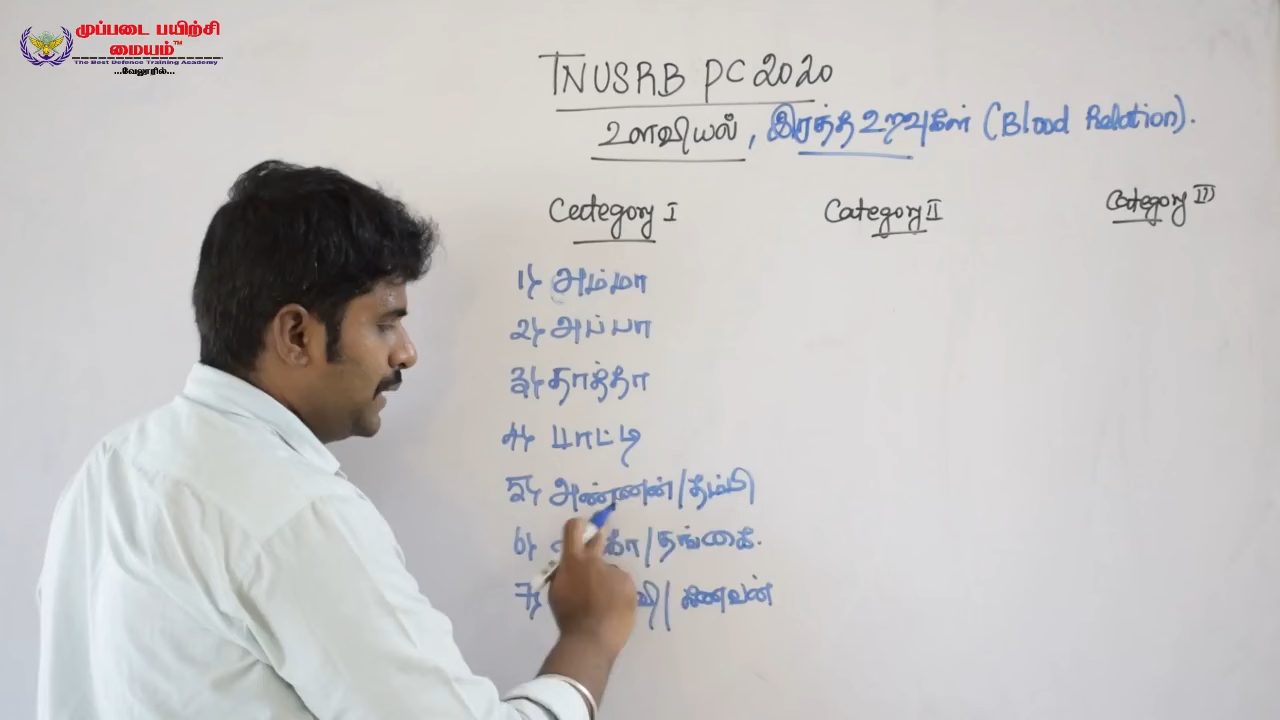 முப்படை பயிற்சி
மையம்™
The Best Defence Training Academy
...வேலூரில்...
TNUSRB PC 2020
உளவியல், இரத்த உறவுகள் (Blood Relation).
Category I Category II Category III
1) அம்மா
2) அப்பா
3) தாத்தா
4) பாட்டி
5) அண்ணன்/தம்பி
6) /தங்கை.
7) / கணவன்